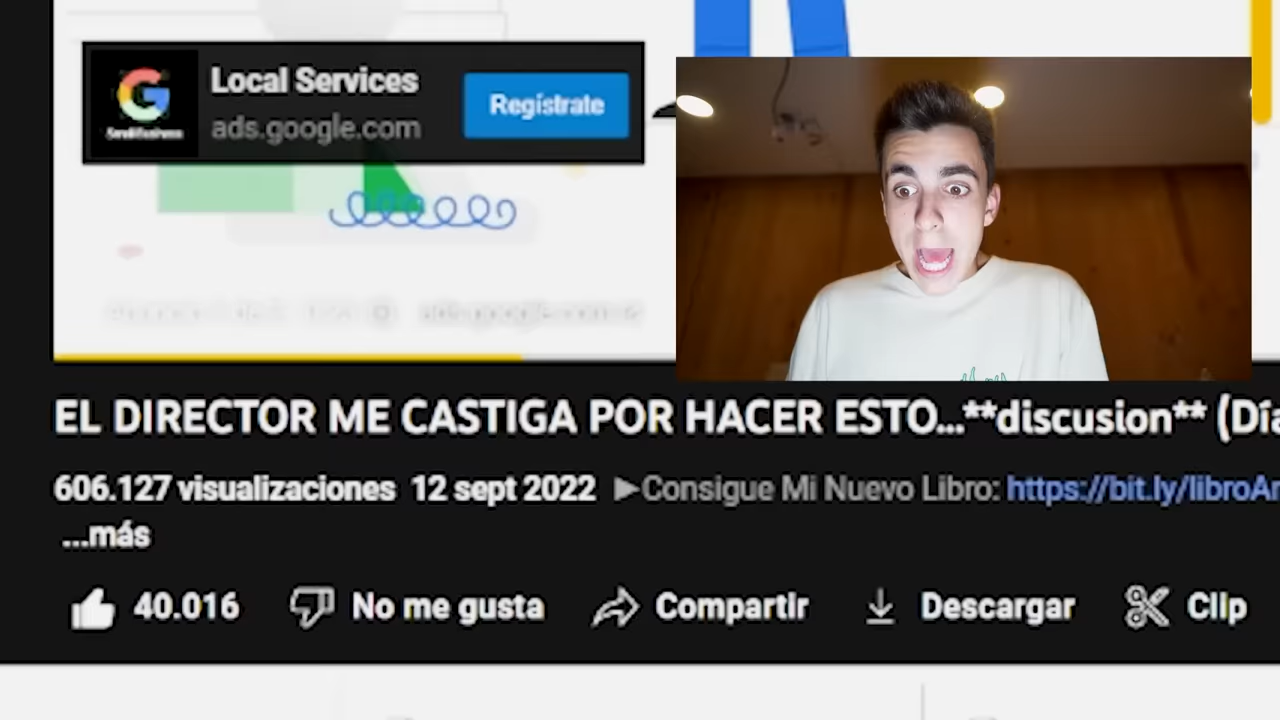 Local Services
ads.google.com
Regístrate
EL DIRECTOR ME CASTIGA POR HACER ESTO...**discusion** (Día
606.127 visualizaciones 12 sept 2022 ▶Consigue Mi Nuevo Libro: https://bit.ly/libroAr
...más
40.016 No me gusta Compartir Descargar Clip